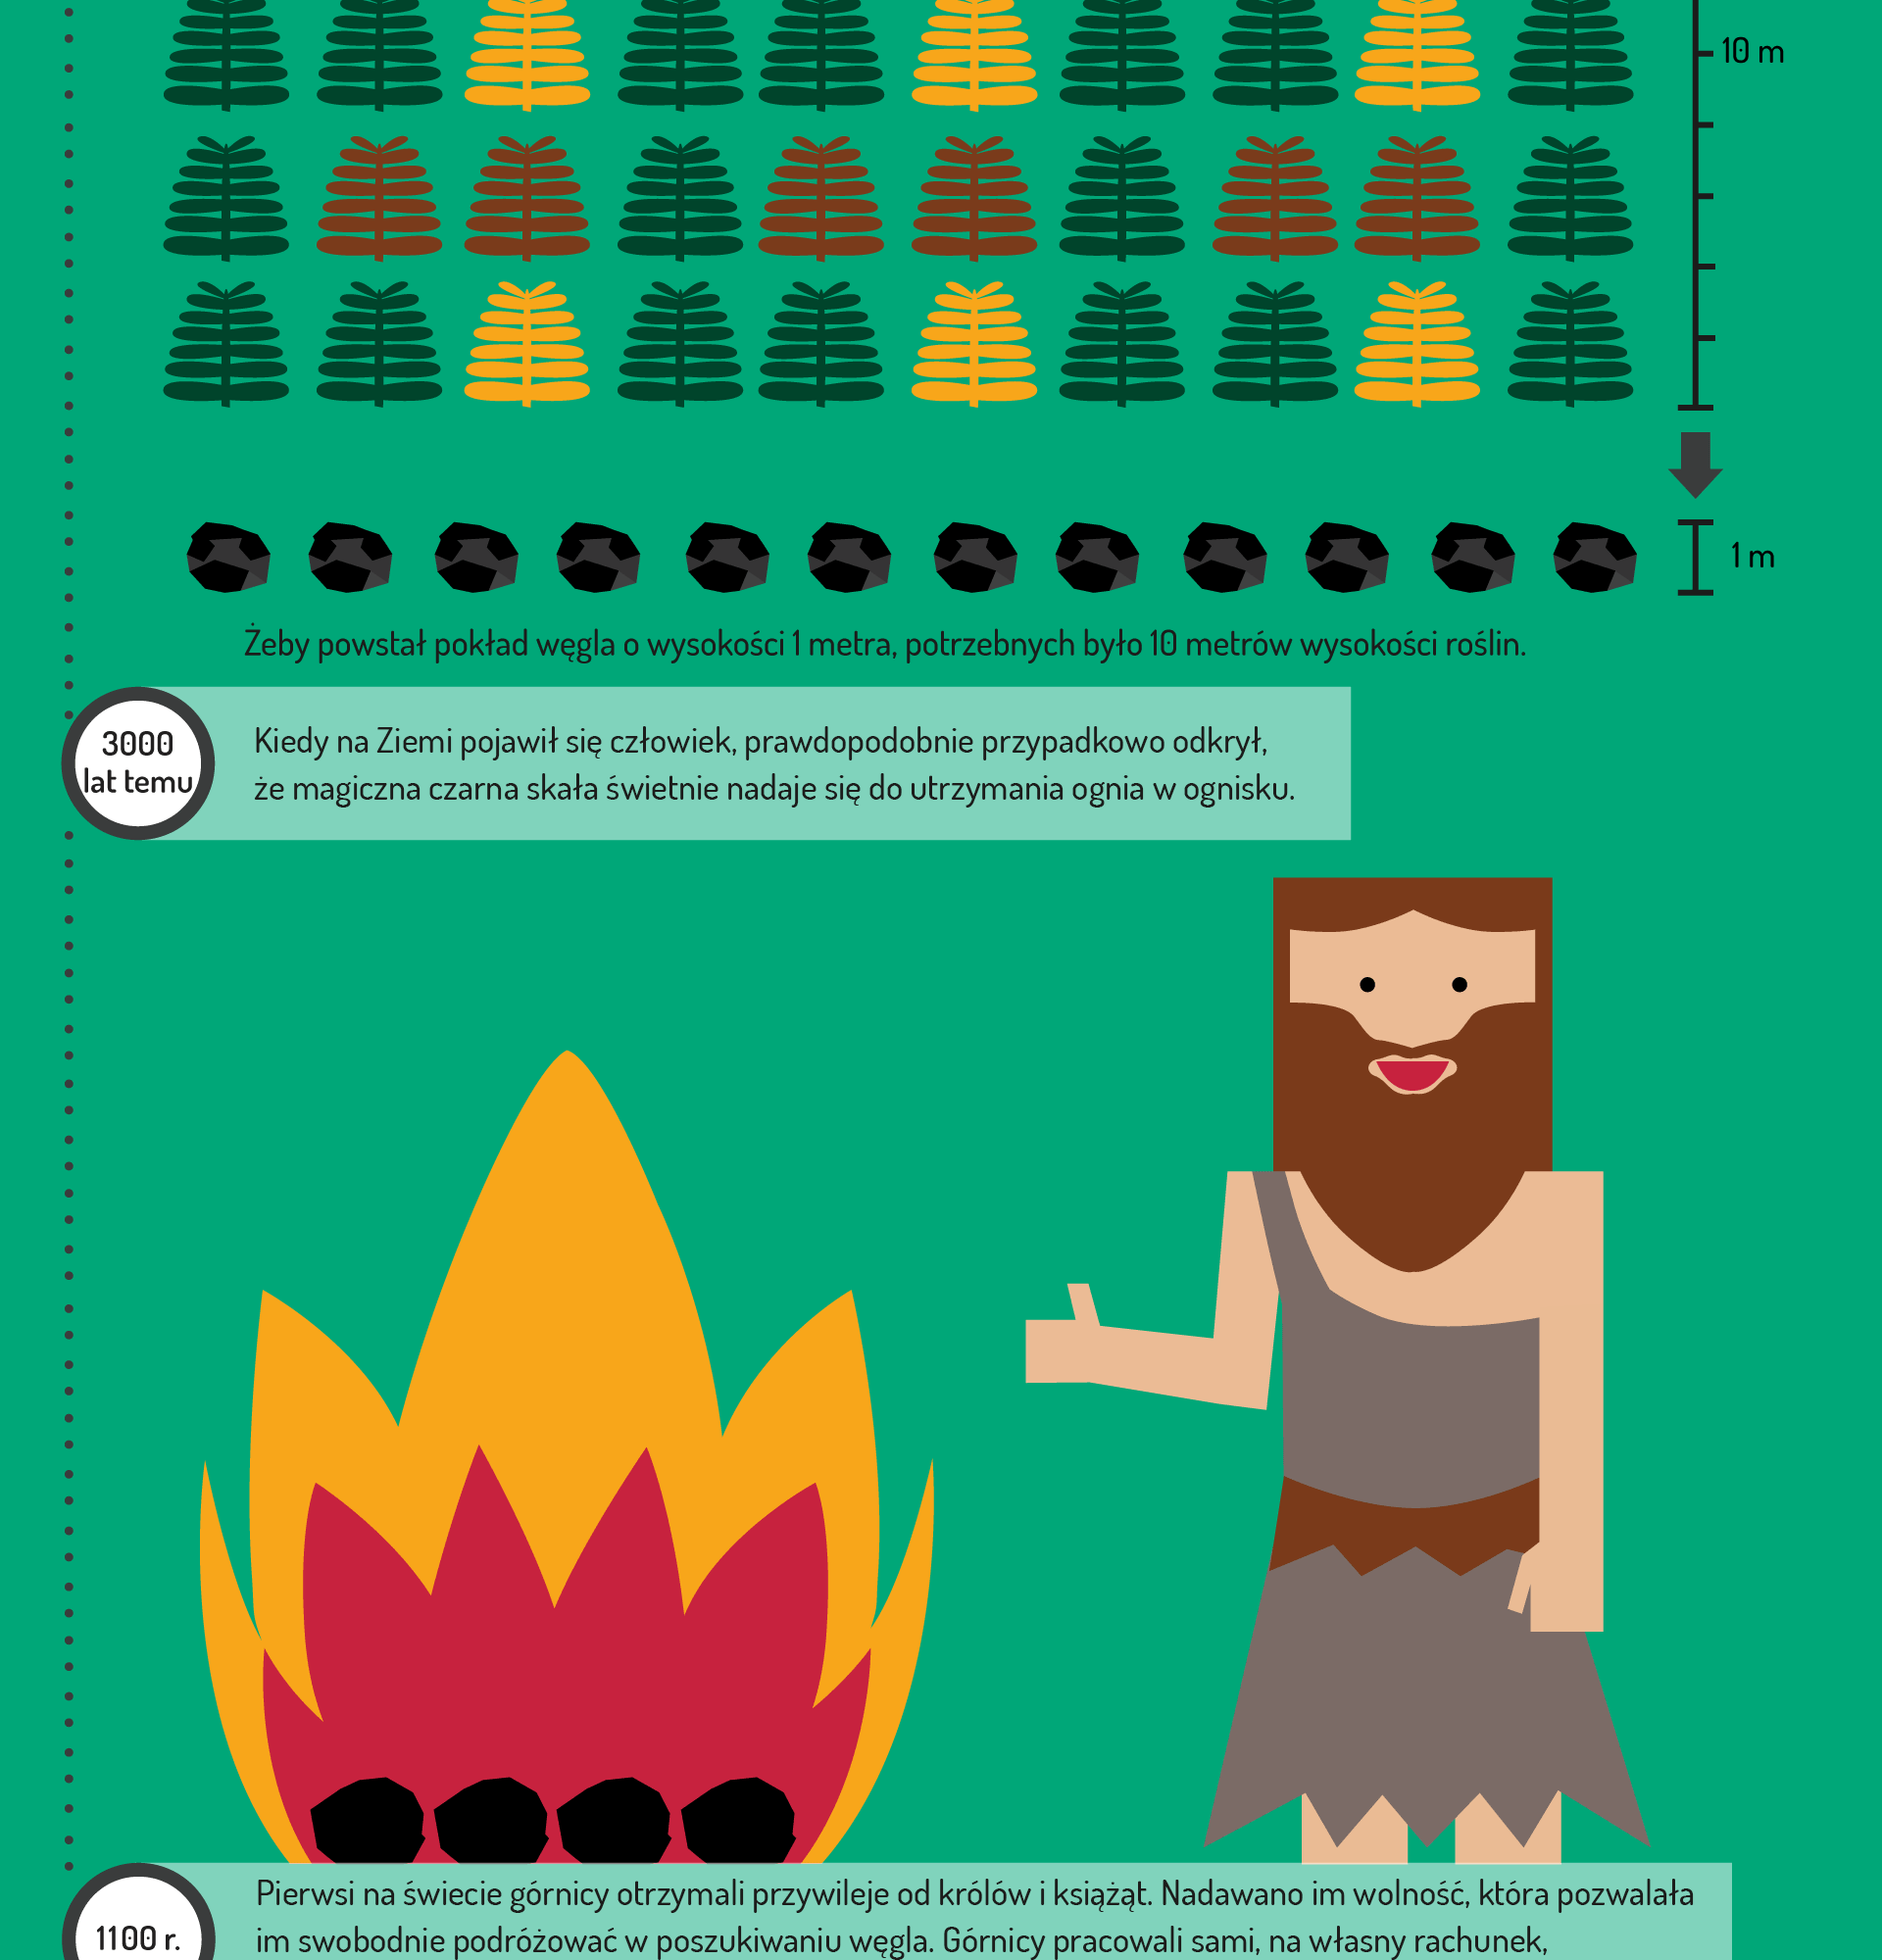 10 m
1 m
Żeby powstał pokład węgla o wysokości 1 metra, potrzebnych było 10 metrów wysokości roślin.
3000
lat temu
Kiedy na Ziemi pojawił się człowiek, prawdopodobnie przypadkowo odkrył,
że magiczna czarna skała świetnie nadaje się do utrzymania ognia w ognisku.
1100 r.
Pierwsi na świecie górnicy otrzymali przywileje od królów i książąt. Nadawano im wolność, która pozwalała
im swobodnie podróżować w poszukiwaniu węgla. Górnicy pracowali sami, na własny rachunek,